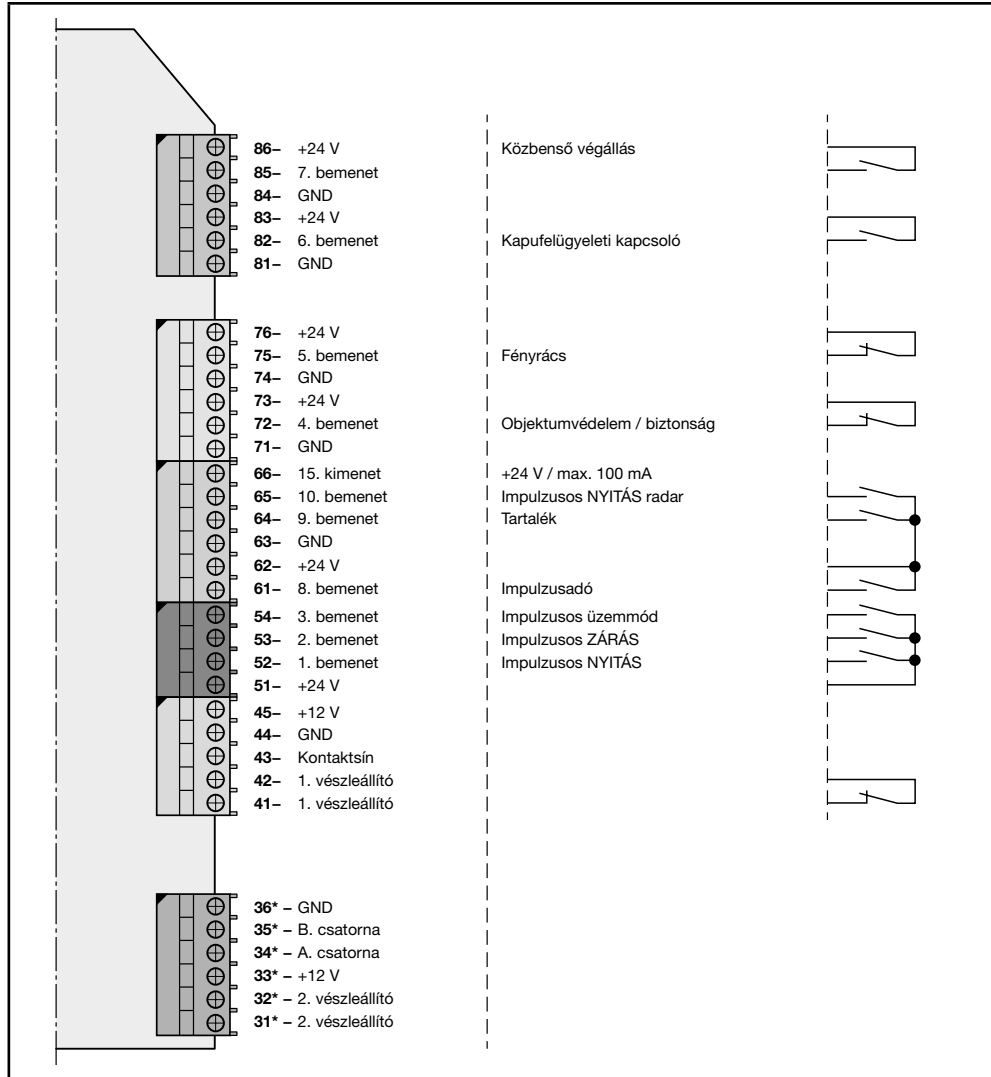 86– +24 V Közbenső végállás
85– 7. bemenet
84– GND
83– +24 V
82– 6. bemenet Kapufelügyeleti kapcsoló
81– GND
76– +24 V
75– 5. bemenet Fényrács
74– GND
73– +24 V
72– 4. bemenet Objektumvédelem / biztonság
71– GND
66– 15. kimenet +24 V / max. 100 mA
65– 10. bemenet Impulzusos NYITÁS radar
64– 9. bemenet Tartalék
63– GND
62– +24 V
61– 8. bemenet Impulzusadó
54– 3. bemenet Impulzusos üzemmód
53– 2. bemenet Impulzusos ZÁRÁS
52– 1. bemenet Impulzusos NYITÁS
51– +24 V
45– +12 V
44– GND
43– Kontaktsín
42– 1. vészleállító
41– 1. vészleállító
36* – GND
35* – B. csatorna
34* – A. csatorna
33* – +12 V
32* – 2. vészleállító
31* – 2. vészleállító